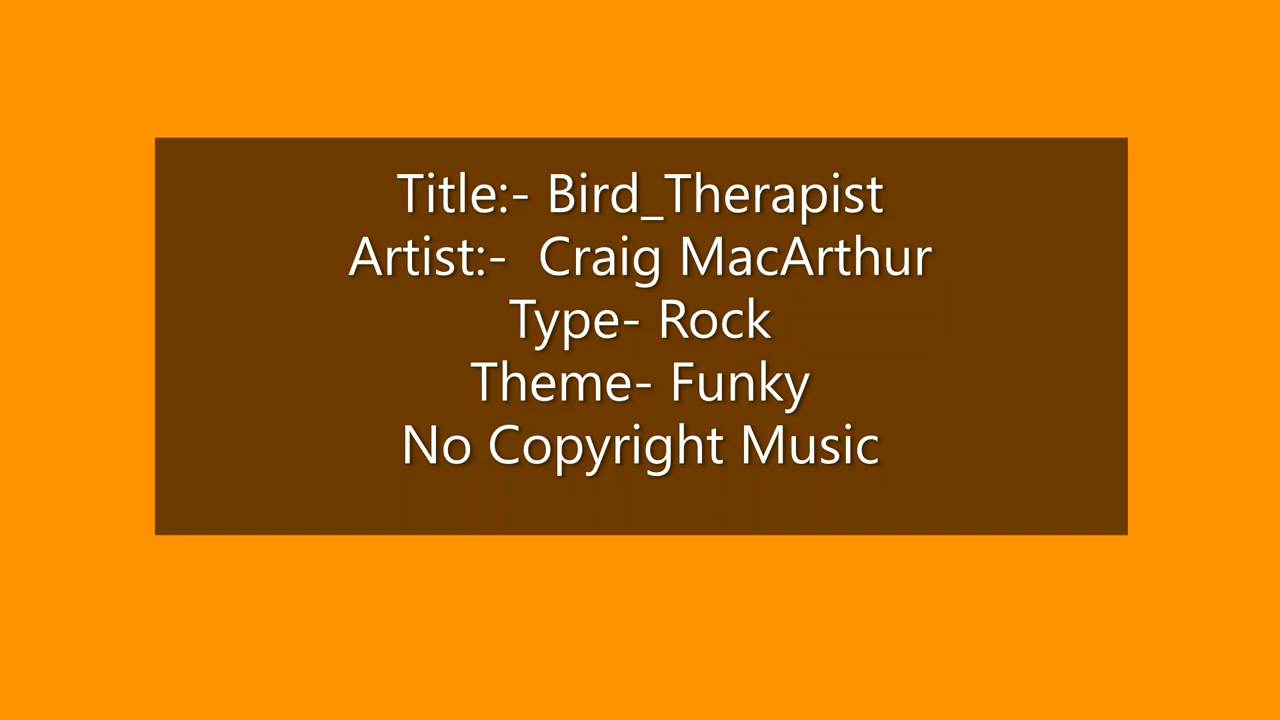 Title:- Bird_Therapist
Artist:-  Craig MacArthur
Type- Rock
Theme- Funky
No Copyright Music